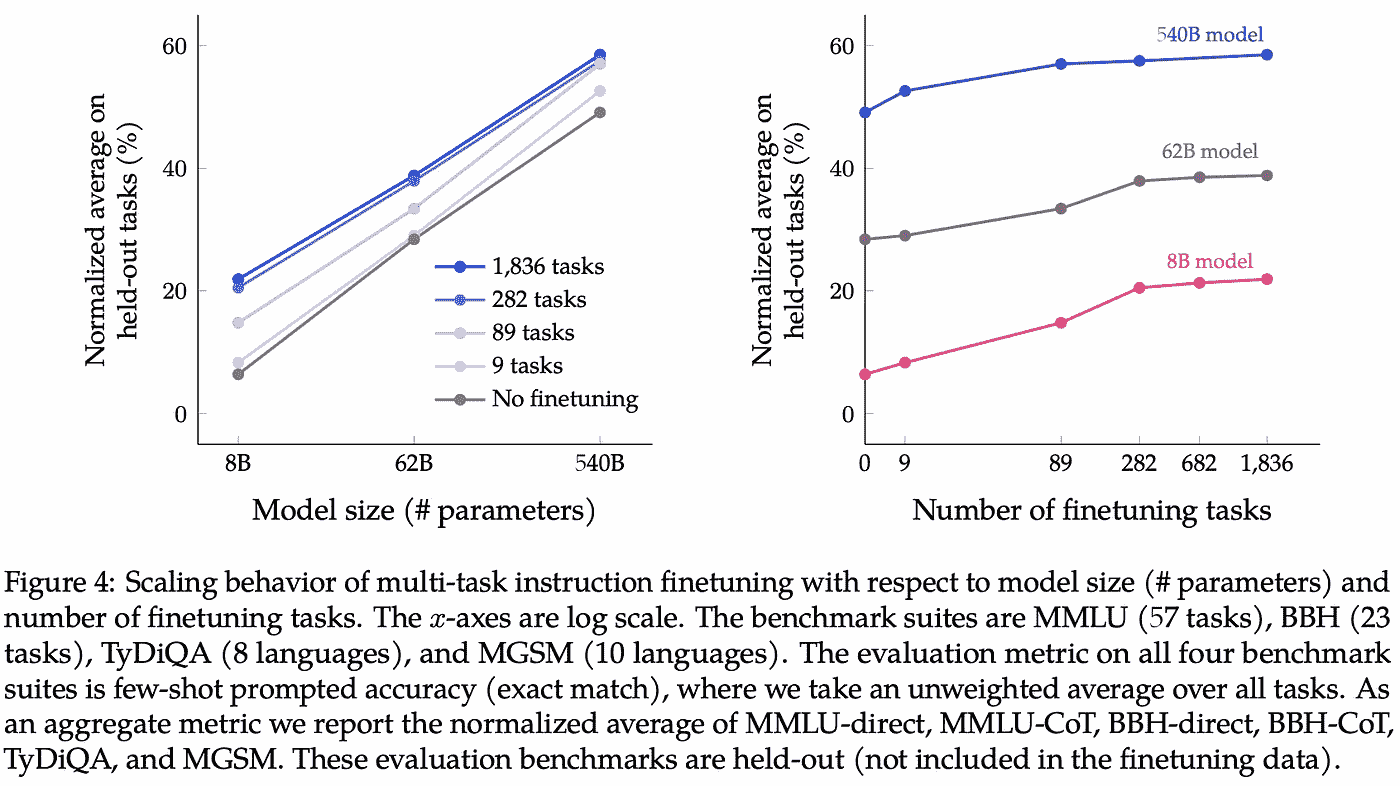 60
40
20
0
Normalized average on
held-out tasks (%)
1,836 tasks
282 tasks
89 tasks
9 tasks
No finetuning
8B 62B 540B
Model size (# parameters)
60
40
20
0
Normalized average on
held-out tasks (%)
540B model
62B model
8B model
0 9 89 282 682 1,836
Number of finetuning tasks
Figure 4: Scaling behavior of multi-task instruction finetuning with respect to model size (# parameters) and
number of finetuning tasks. The x-axes are log scale. The benchmark suites are MMLU (57 tasks), BBH (23
tasks), TyDiQA (8 languages), and MGSM (10 languages). The evaluation metric on all four benchmark
suites is few-shot prompted accuracy (exact match), where we take an unweighted average over all tasks. As
an aggregate metric we report the normalized average of MMLU-direct, MMLU-CoT, BBH-direct, BBH-CoT,
TyDiQA, and MGSM. These evaluation benchmarks are held-out (not included in the finetuning data).